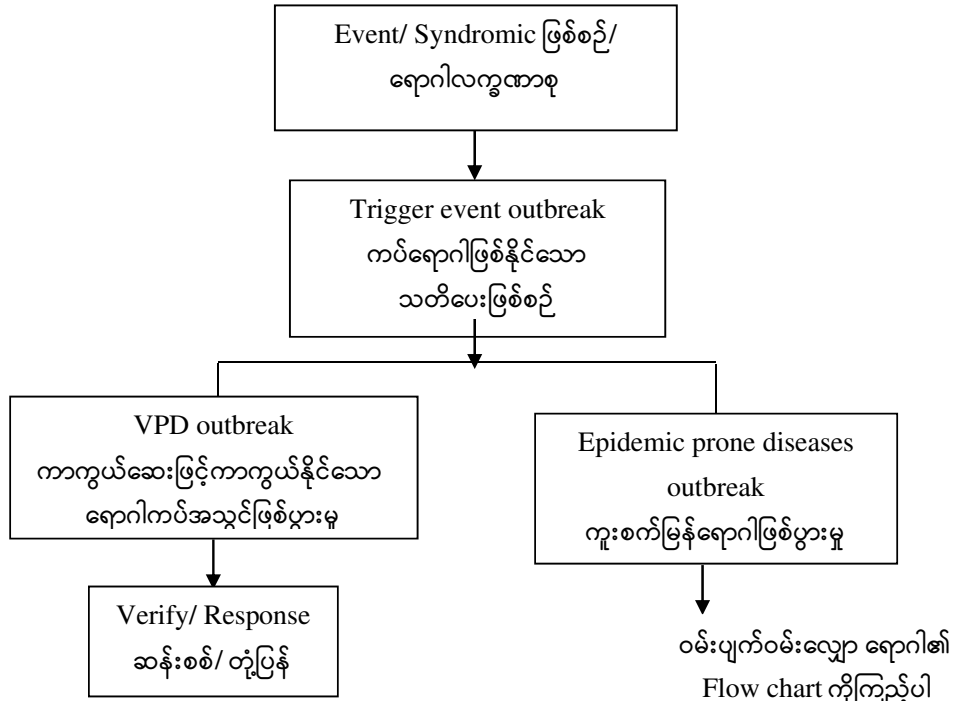 Event/ Syndromic ဖြစ်စဉ်/
ရောဂါလက္ခဏာစု
Trigger event outbreak
ကပ်ရောဂါဖြစ်နိုင်သော
သတိပေးဖြစ်စဉ်
VPD outbreak
ကာကွယ်ဆေးဖြင့်ကာကွယ်နိုင်သော
ရောဂါကပ်အသွင်ဖြစ်ပွားမှု
Epidemic prone diseases
outbreak
ကူးစက်မြန်ရောဂါဖြစ်ပွားမှု
Verify/ Response
ဆန်းစစ်/ တုံ့ပြန်
ဝမ်းပျက်ဝမ်းလျှော ရောဂါ၏
Flow chart ကိုကြည့်ပါ